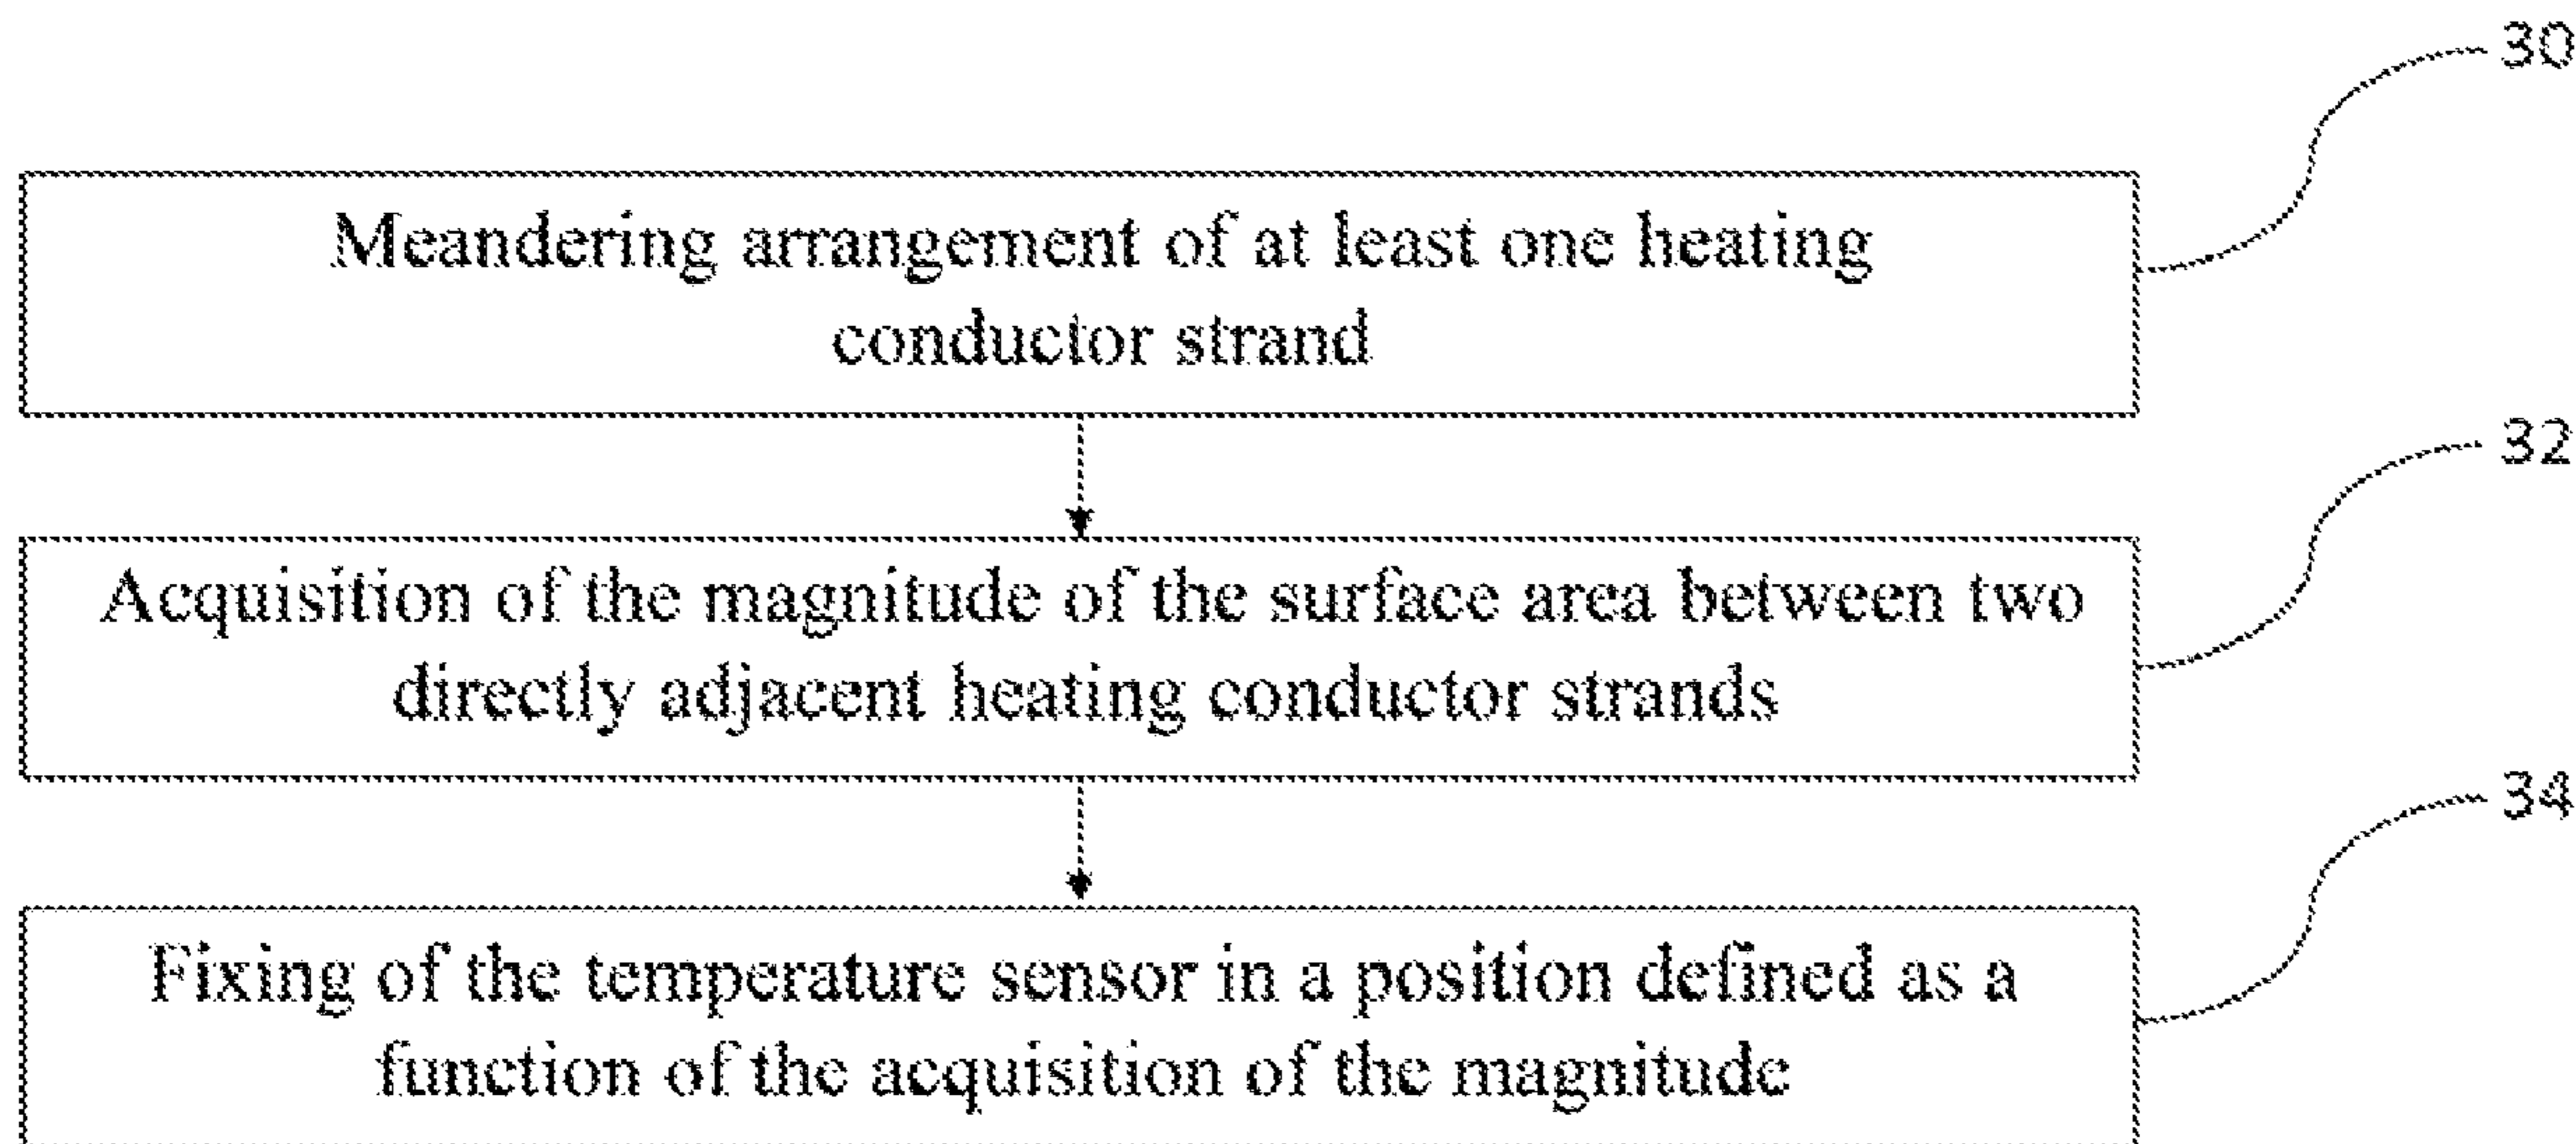 30
Meandering arrangement of at least one heating
conductor strand
32
Acquisition of the magnitude of the surface area between two
directly adjacent heating conductor strands
34
Fixing of the temperature sensor in a position defined as a
function of the acquisition of the magnitude